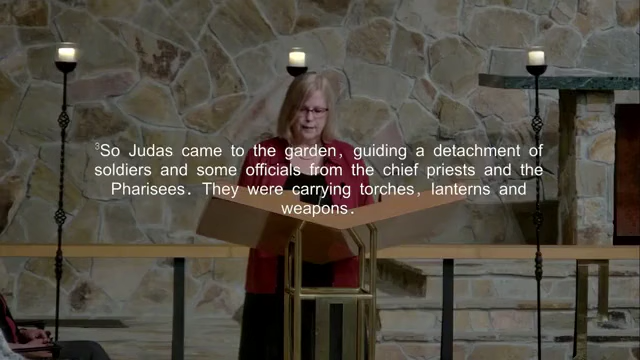 ³So Judas came to the garden, guiding a detachment of
soldiers and some officials from the chief priests and the
Pharisees. They were carrying torches, lanterns and
weapons.